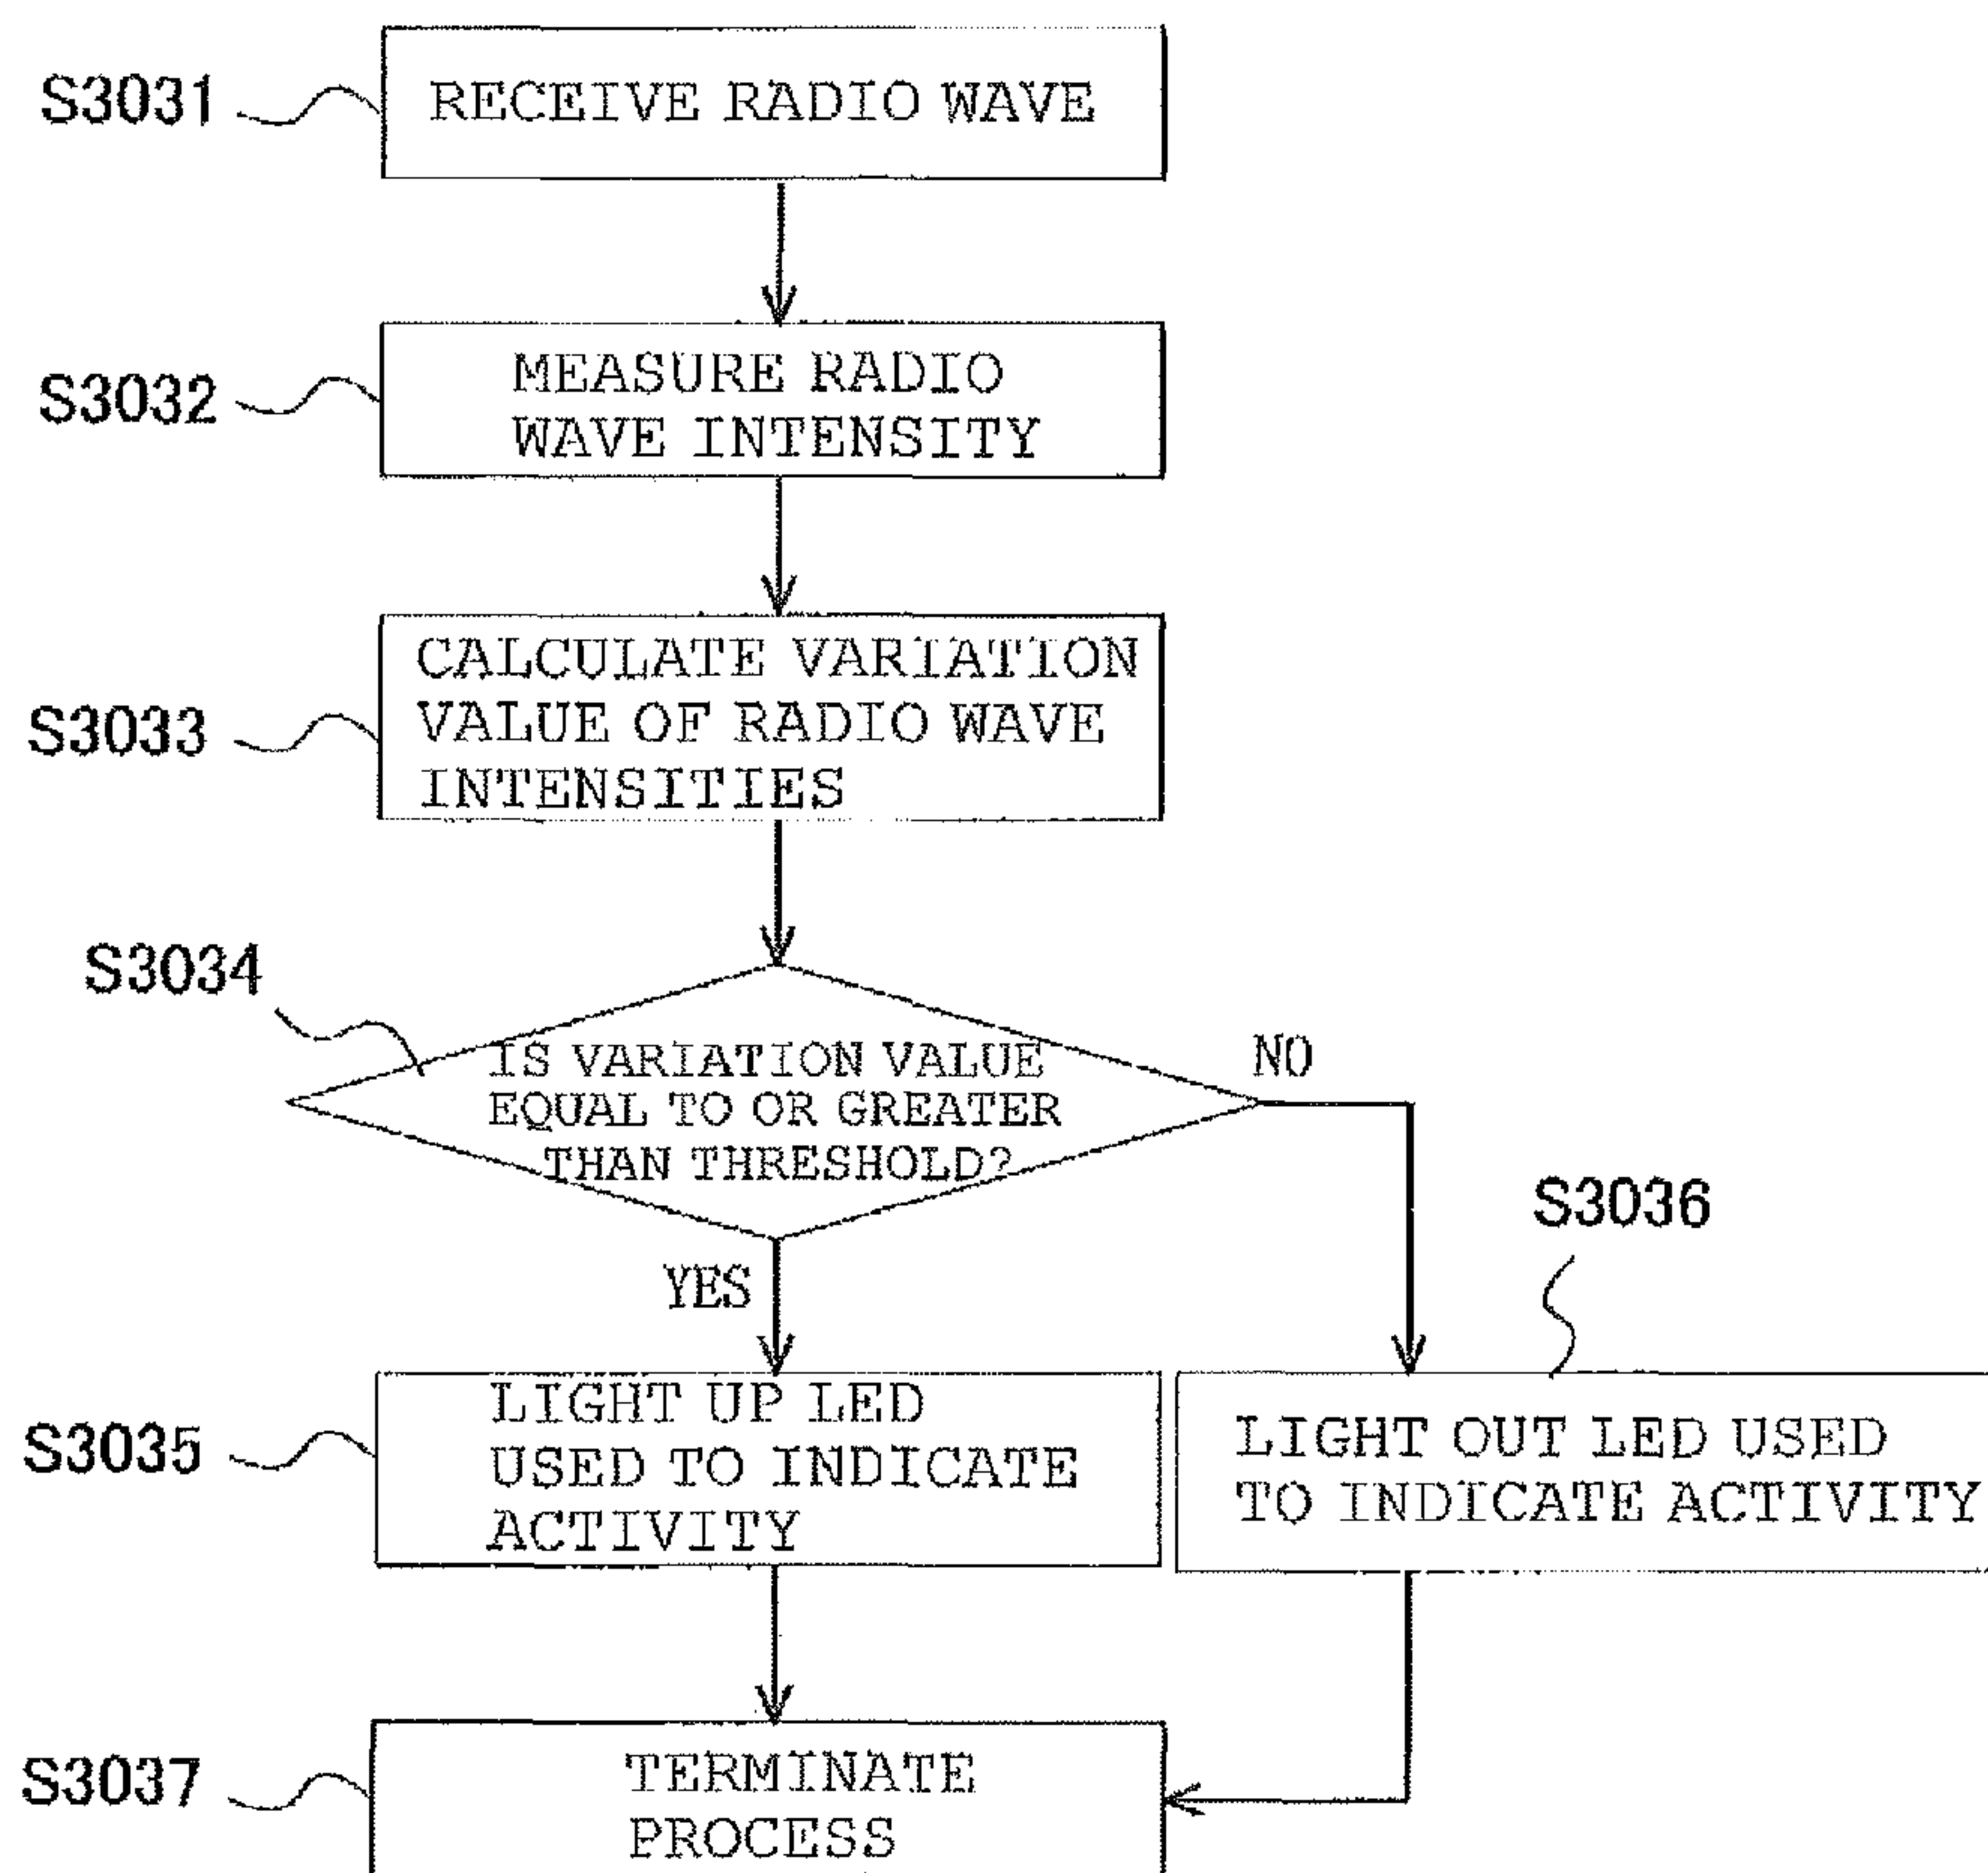 S3031
RECEIVE RADIO WAVE
S3032
MEASURE RADIO
WAVE INTENSITY
S3033
CALCULATE VARIATION
VALUE OF RADIO WAVE
INTENSITIES
S3034
IS VARIATION VALUE
EQUAL TO OR GREATER
THAN THRESHOLD?
NO
YES
S3035
LIGHT UP LED
USED TO INDICATE
ACTIVITY
S3036
LIGHT OUT LED USED
TO INDICATE ACTIVITY
S3037
TERMINATE
PROCESS